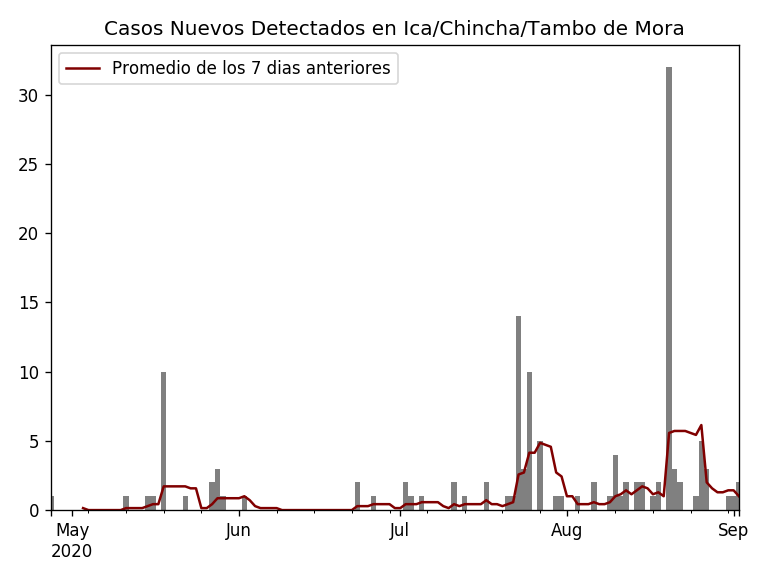 Casos Nuevos Detectados en Ica/Chincha/Tambo de Mora
Promedio de los 7 dias anteriores
30
25
20
15
10
5
0
May Jun Jul Aug Sep
2020